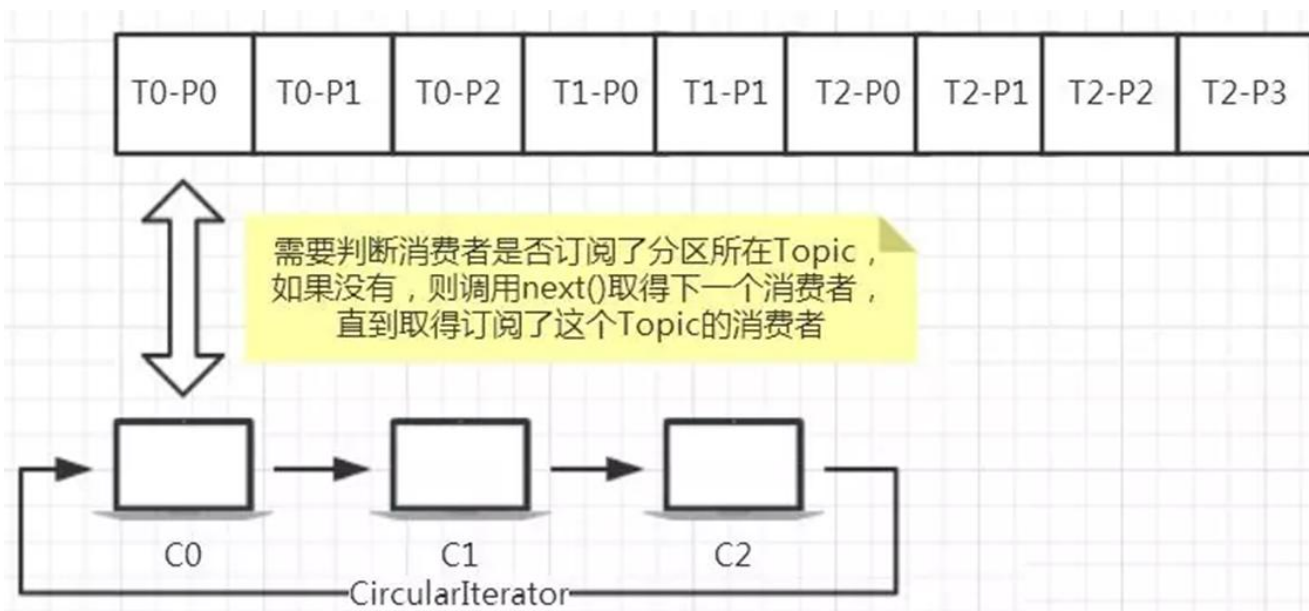 T0-P0 T0-P1 T0-P2 T1-P0 T1-P1 T2-P0 T2-P1 T2-P2 T2-P3
需要判断消费者是否订阅了分区所在Topic，
如果没有，则调用next()取得下一个消费者，
直到取得订阅了这个Topic的消费者
C0 C1 C2
CircularIterator